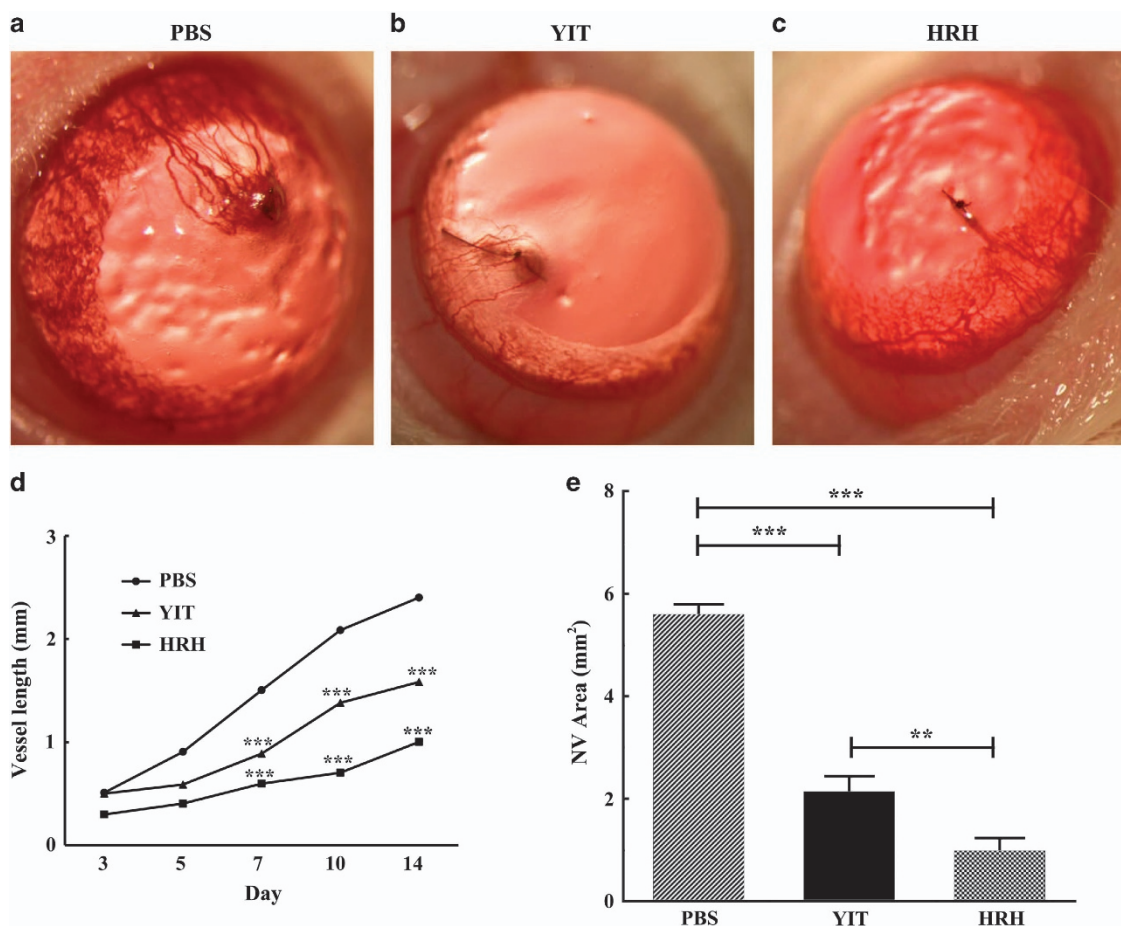 a
PBS
b
YIT
c
HRH
d
Vessel length (mm)
3
2
1
0
PBS
YIT
HRH
***
***
***
***
***
***
3
5
7
10
14
Day
e
NV Area (mm²)
8
6
4
2
0
***
***
**
PBS
YIT
HRH